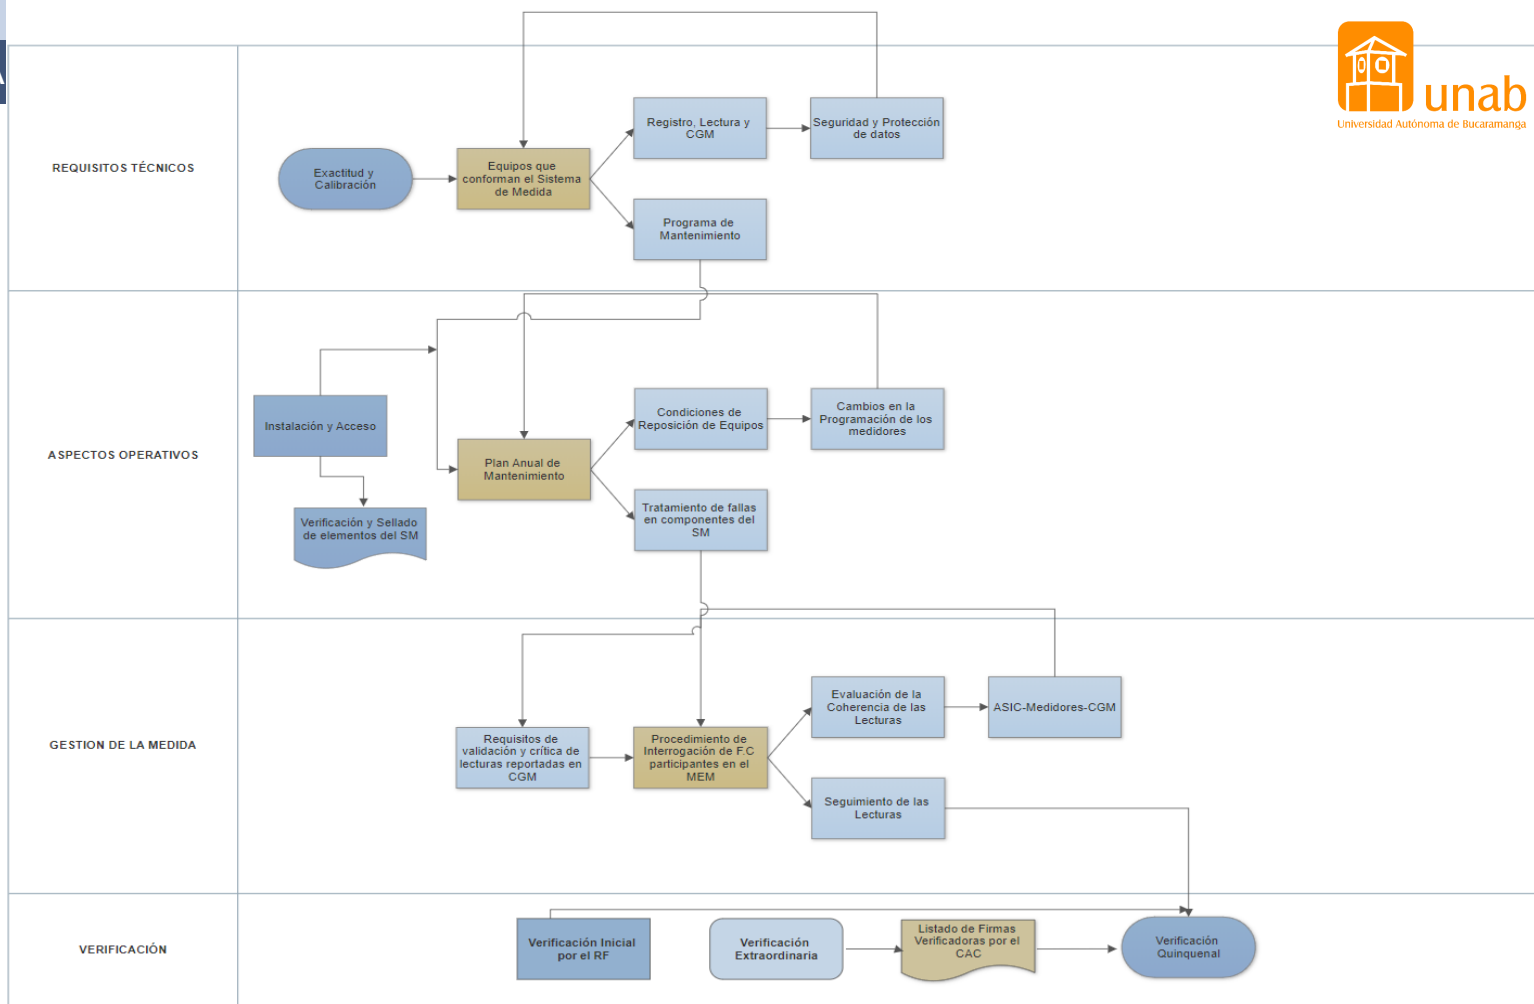 A
unab
Universidad Autónoma de Bucaramanga
REQUISITOS TÉCNICOS
Exactitud y
Calibración
Equipos que
conforman el Sistema
de Medida
Registro, Lectura y
CGM
Seguridad y Protección
de datos
Programa de
Mantenimiento
ASPECTOS OPERATIVOS
Instalación y Acceso
Verificación y Sellado
de elementos del SM
Plan Anual de
Mantenimiento
Condiciones de
Reposición de Equipos
Cambios en la
Programación de los
medidores
Tratamiento de fallas
en componentes del
SM
GESTION DE LA MEDIDA
Requisitos de
validación y crítica de
lecturas reportadas en
CGM
Procedimiento de
Interrogación de F.C
participantes en el
MEM
Evaluación de la
Coherencia de las
Lecturas
ASIC-Medidores-CGM
Seguimiento de las
Lecturas
VERIFICACIÓN
Verificación Inicial
por el RF
Verificación
Extraordinaria
Listado de Firmas
Verificadoras por el
CAC
Verificación
Quinquenal